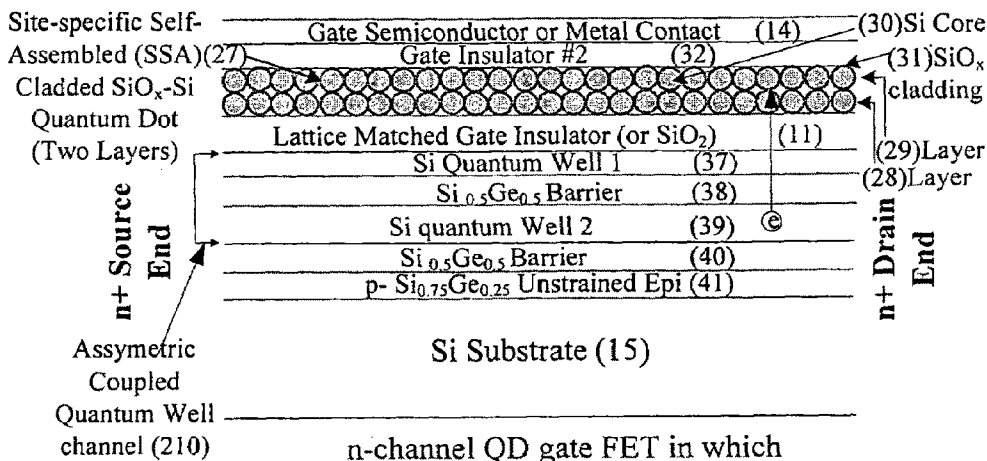 Site-specific Self-
Assembled (SSA)(27)
Cladded SiOx-Si
Quantum Dot
(Two Layers)
Gate Semiconductor or Metal Contact (14)
Gate Insulator #2 (32)
(30)Si Core
(31)SiOx
cladding
Lattice Matched Gate Insulator (or SiO2) (11)
(29)Layer
(28)Layer
Si Quantum Well 1 (37)
Si 0.5Ge0.5 Barrier (38)
Si quantum Well 2 (39)
e
Si 0.5Ge0.5 Barrier (40)
p- Si0.75Ge0.25 Unstrained Epi (41)
n+ Source
End
n+ Drain
End
Si Substrate (15)
Assymetric
Coupled
Quantum Well
channel (210)
n-channel QD gate FET in which